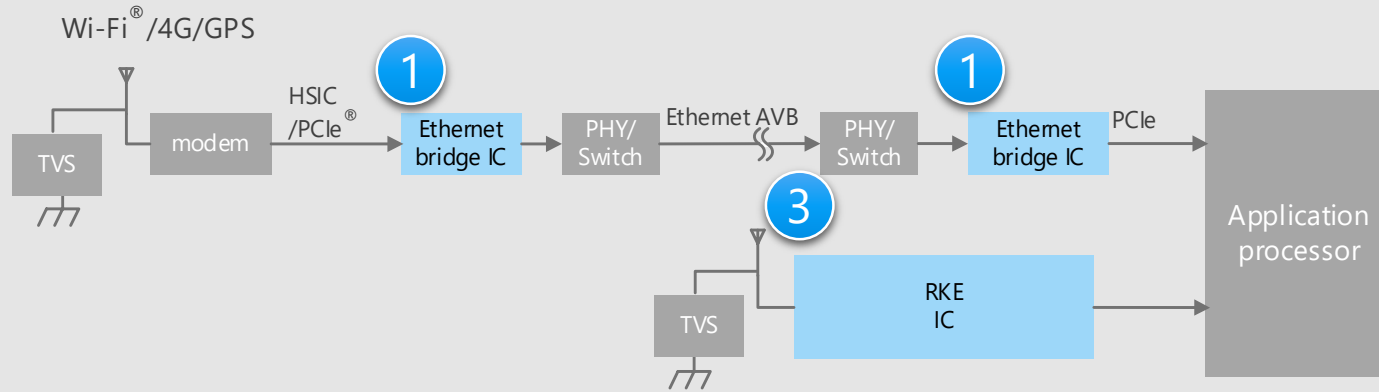 Wi-Fi®/4G/GPS
1
1
HSIC
/PCIe®
Ethernet AVB
PCIe
TVS
modem
Ethernet
bridge IC
PHY/
Switch
PHY/
Switch
Ethernet
bridge IC
3
Application
processor
TVS
RKE
IC